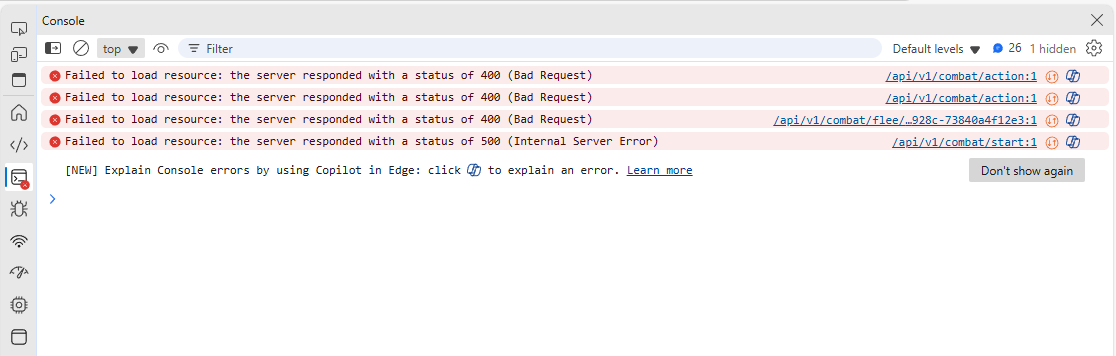 Console
top Filter Default levels 26 1 hidden
Failed to load resource: the server responded with a status of 400 (Bad Request) /api/v1/combat/action:1
Failed to load resource: the server responded with a status of 400 (Bad Request) /api/v1/combat/action:1
Failed to load resource: the server responded with a status of 400 (Bad Request) /api/v1/combat/flee/…928c-73840a4f12e3:1
Failed to load resource: the server responded with a status of 500 (Internal Server Error) /api/v1/combat/start:1
[NEW] Explain Console errors by using Copilot in Edge: click to explain an error. Learn more Don't show again